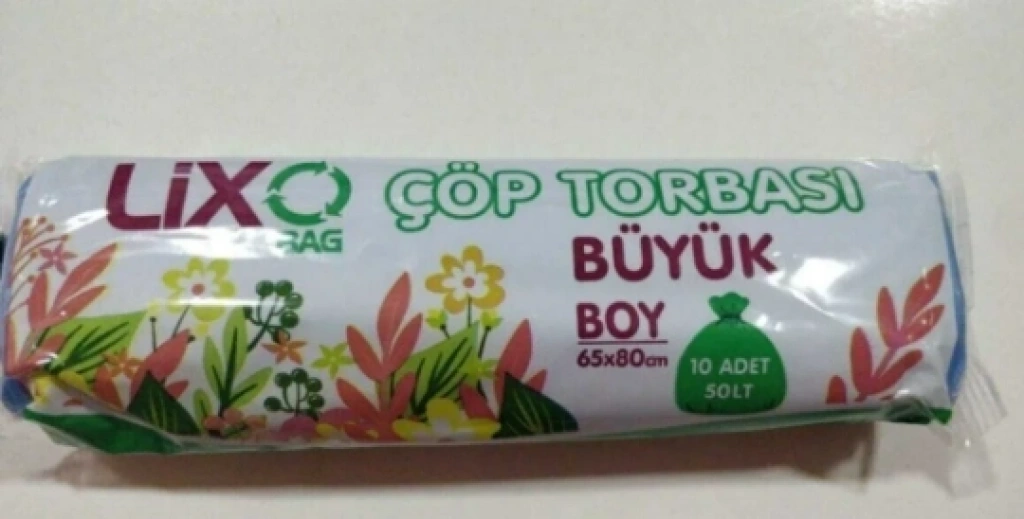 LiXO
BAG
ÇÖP TORBASI
BÜYÜK
BOY
65x80cm
10 ADET
50LT